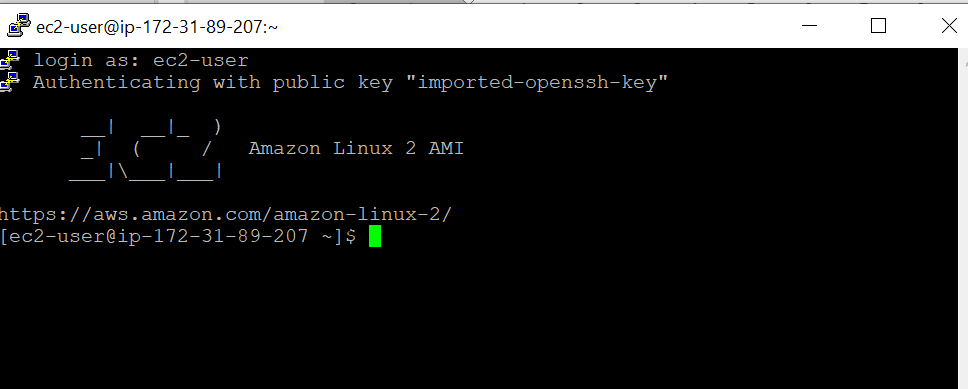 ec2-user@ip-172-31-89-207:~
login as: ec2-user
Authenticating with public key "imported-openssh-key"
__|  __|_  )
_|  (     /   Amazon Linux 2 AMI
___|\___|___|
https://aws.amazon.com/amazon-linux-2/
[ec2-user@ip-172-31-89-207 ~]$